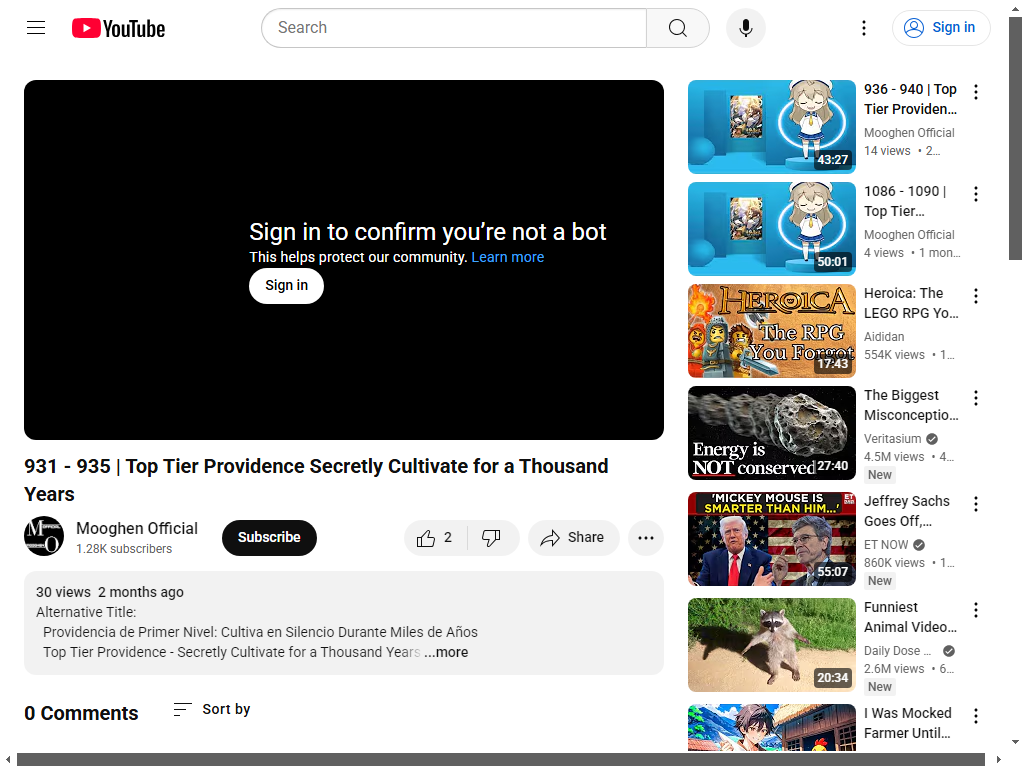 YouTube
Search
Sign in
Sign in to confirm you’re not a bot
This helps protect our community. Learn more
Sign in
931 - 935 | Top Tier Providence Secretly Cultivate for a Thousand
Years
Mooghen Official
1.28K subscribers
Subscribe
2
Share
30 views 2 months ago
Alternative Title:
Providencia de Primer Nivel: Cultiva en Silencio Durante Miles de Años
Top Tier Providence - Secretly Cultivate for a Thousand Years ...more
0 Comments
Sort by
43:27
936 - 940 | Top
Tier Providen...
Mooghen Official
14 views • 2...
50:01
1086 - 1090 |
Top Tier...
Mooghen Official
4 views • 1 mon...
HEROICA
The RPG
You Forgot
17:43
Heroica: The
LEGO RPG Yo...
Aididan
554K views • 1...
Energy is
NOT conserved
27:40
The Biggest
Misconceptio...
Veritasium
4.5M views • 4...
New
'MICKEY MOUSE IS
SMARTER THAN HIM...'
ET
55:07
Jeffrey Sachs
Goes Off,...
ET NOW
860K views • 1...
New
20:34
Funniest
Animal Video...
Daily Dose ...
2.6M views • 6...
New
I Was Mocked
Farmer Until...